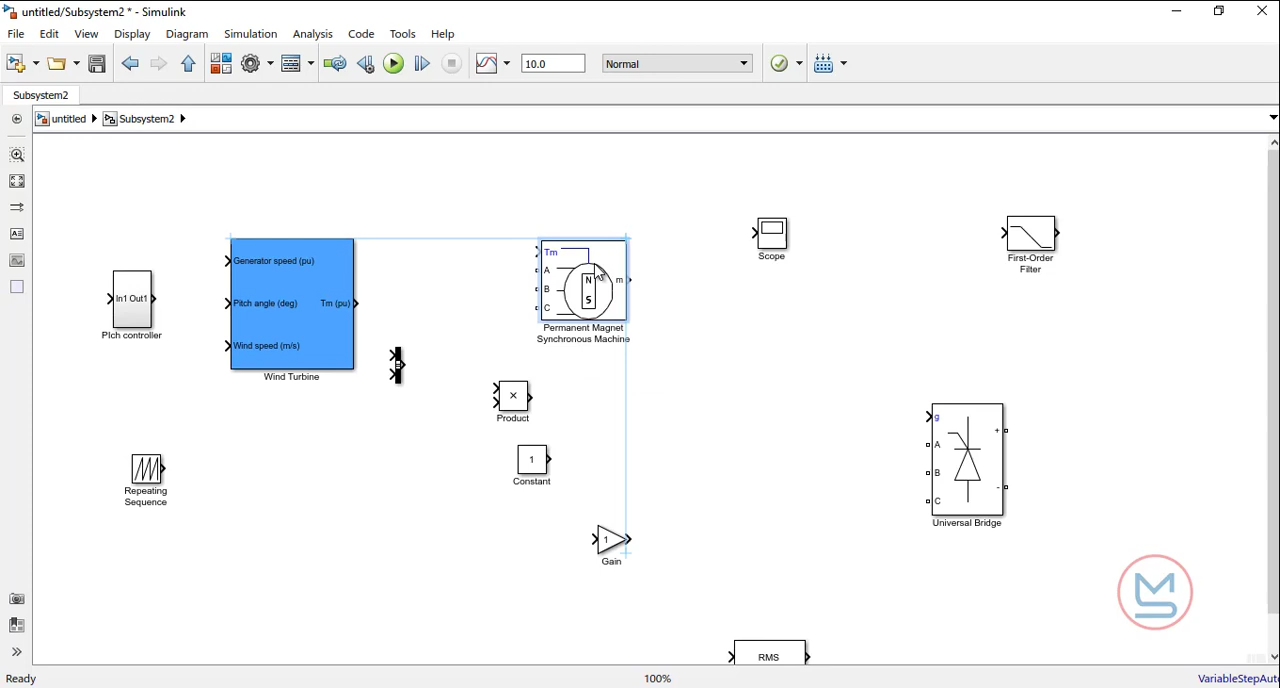 untitled/Subsystem2 * - Simulink
File Edit View Display Diagram Simulation Analysis Code Tools Help
10.0 Normal
Subsystem2
untitled Subsystem2
In1 Out1
PIch controller
Generator speed (pu)
Pitch angle (deg) Tm (pu)
Wind speed (m/s)
Wind Turbine
Tm
A
B
C
m
N
S
Permanent Magnet
Synchronous Machine
Scope
First-Order
Filter
×
Product
1
Constant
Repeating
Sequence
1
Gain
g
A
B
C
+
-
Universal Bridge
MS
RMS
Ready 100% VariableStepAut